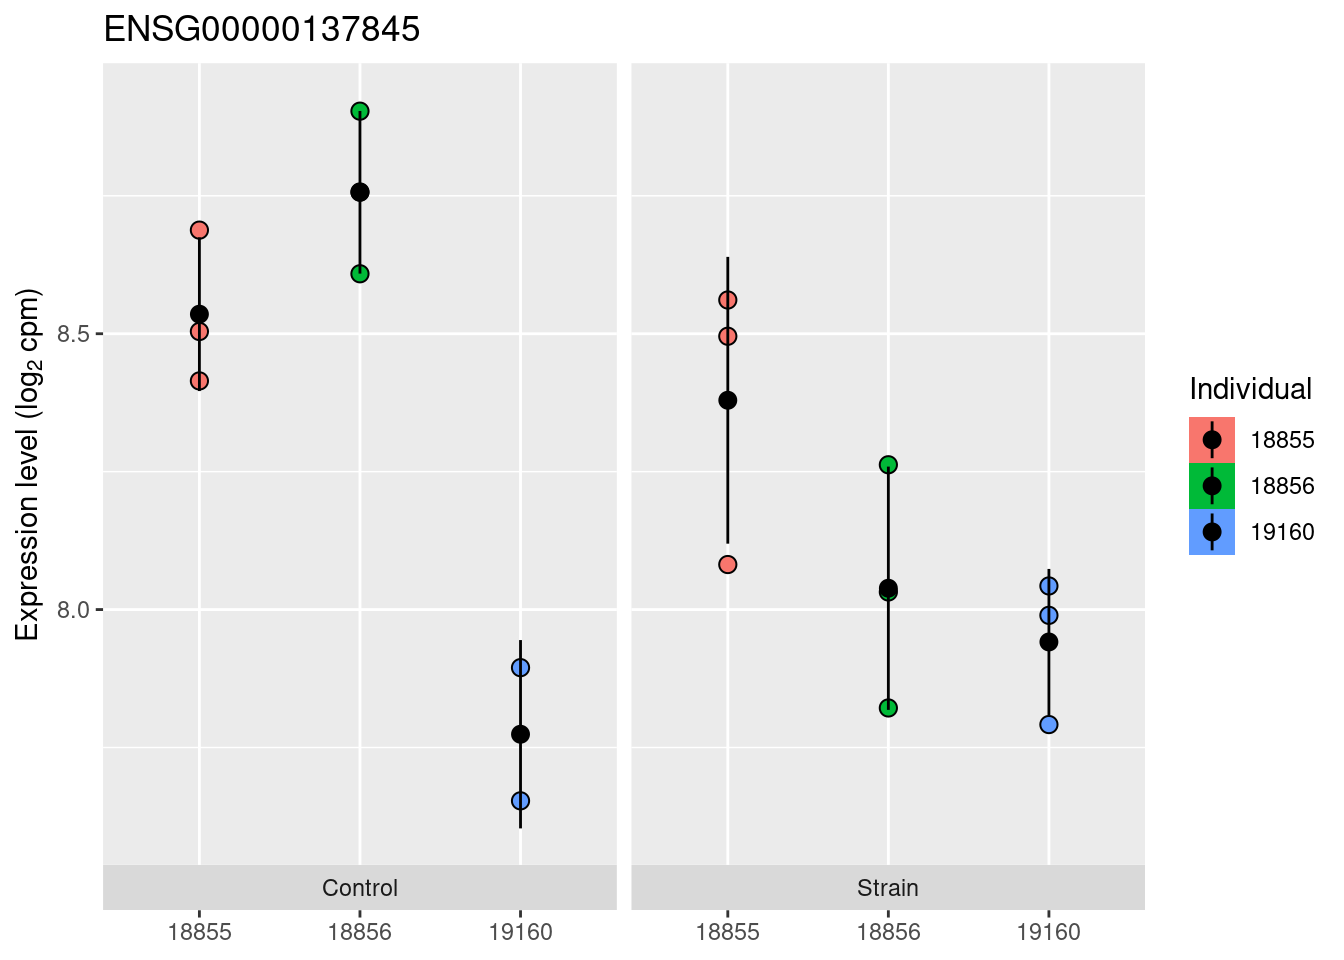 ENSG00000137845
Expression level (log₂ cpm)
8.5
8.0
Control
Strain
18855 18856 19160
18855 18856 19160
Individual
18855
18856
19160